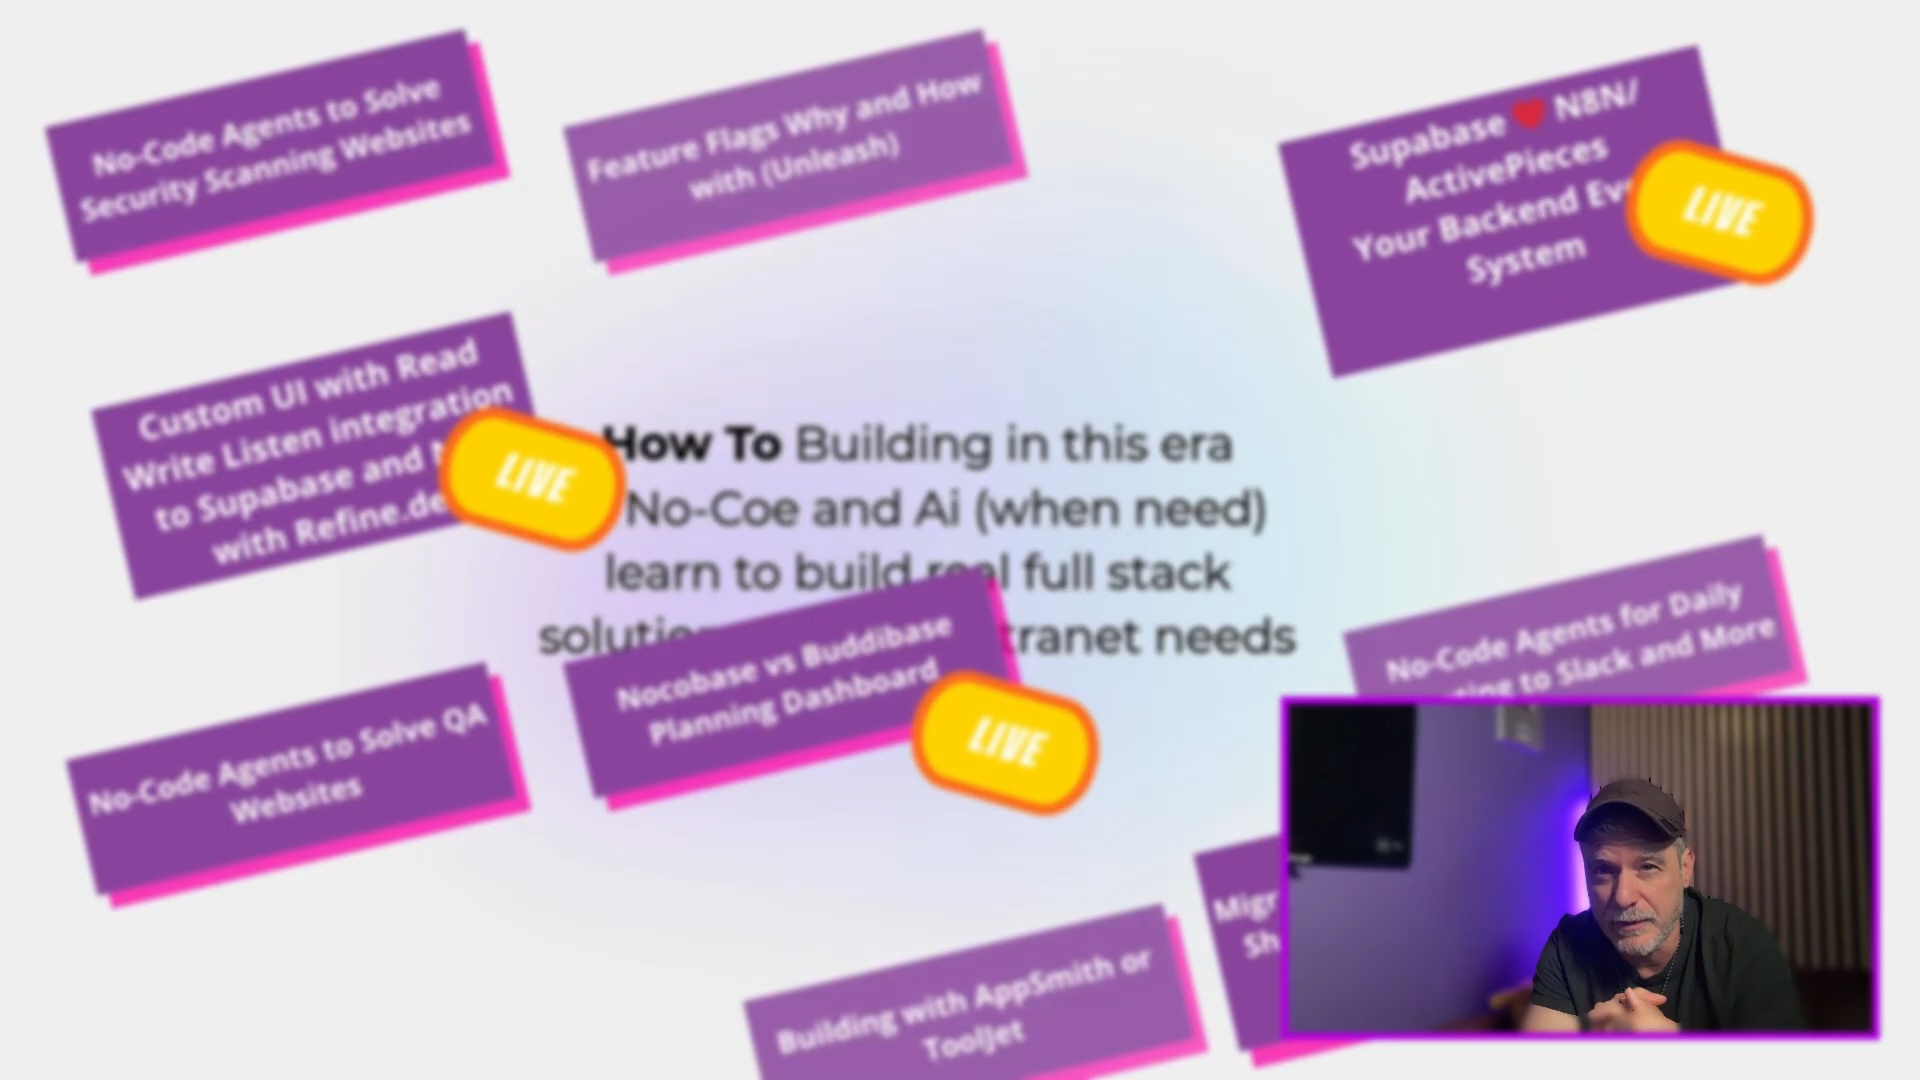 No-Code Agents to Solve
Security Scanning Websites
Feature Flags Why and How
with (Unleash)
Supabase ❤ N8N/
ActivePieces
Your Backend
System
LIVE
Custom UI with Read
Write Listen integration
to Supabase and
with Refine.de
LIVE
How To Building in this era
No-Coe and Ai (when need)
learn to build real full stack
needs
Nocobase vs Buddibase
Planning Dashboard
LIVE
No-Code Agents for Daily
to Slack and More
No-Code Agents to Solve QA
Websites
Building with AppSmith or
ToolJet